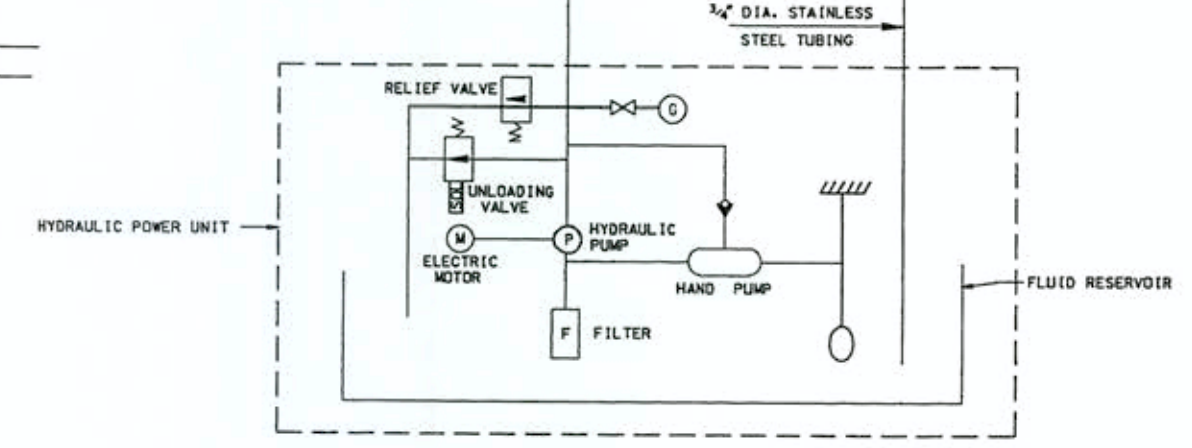 3/4" DIA. STAINLESS
STEEL TUBING
RELIEF VALVE
G
SOL
UNLOADING
VALVE
HYDRAULIC POWER UNIT
M
P
HYDRAULIC
PUMP
ELECTRIC
MOTOR
HAND PUMP
FLUID RESERVOIR
F
FILTER